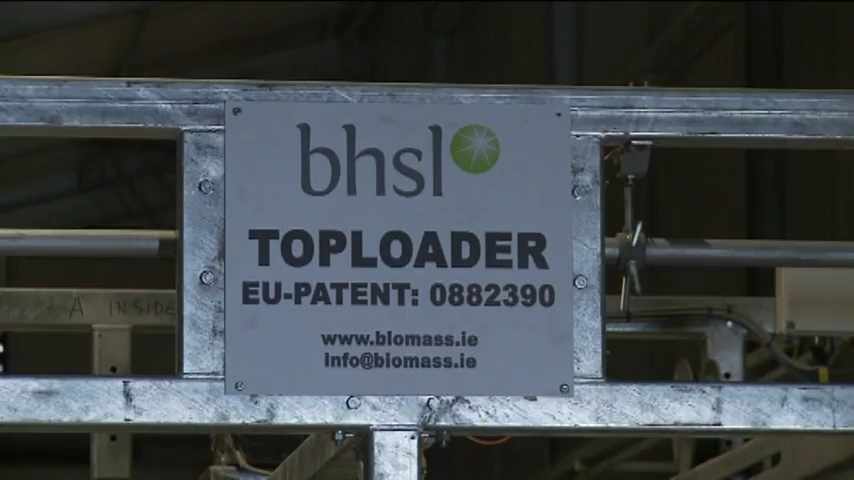 bhsl
TOPLOADER
EU-PATENT: 0882390
www.biomass.ie
info@biomass.ie
A INSIDE